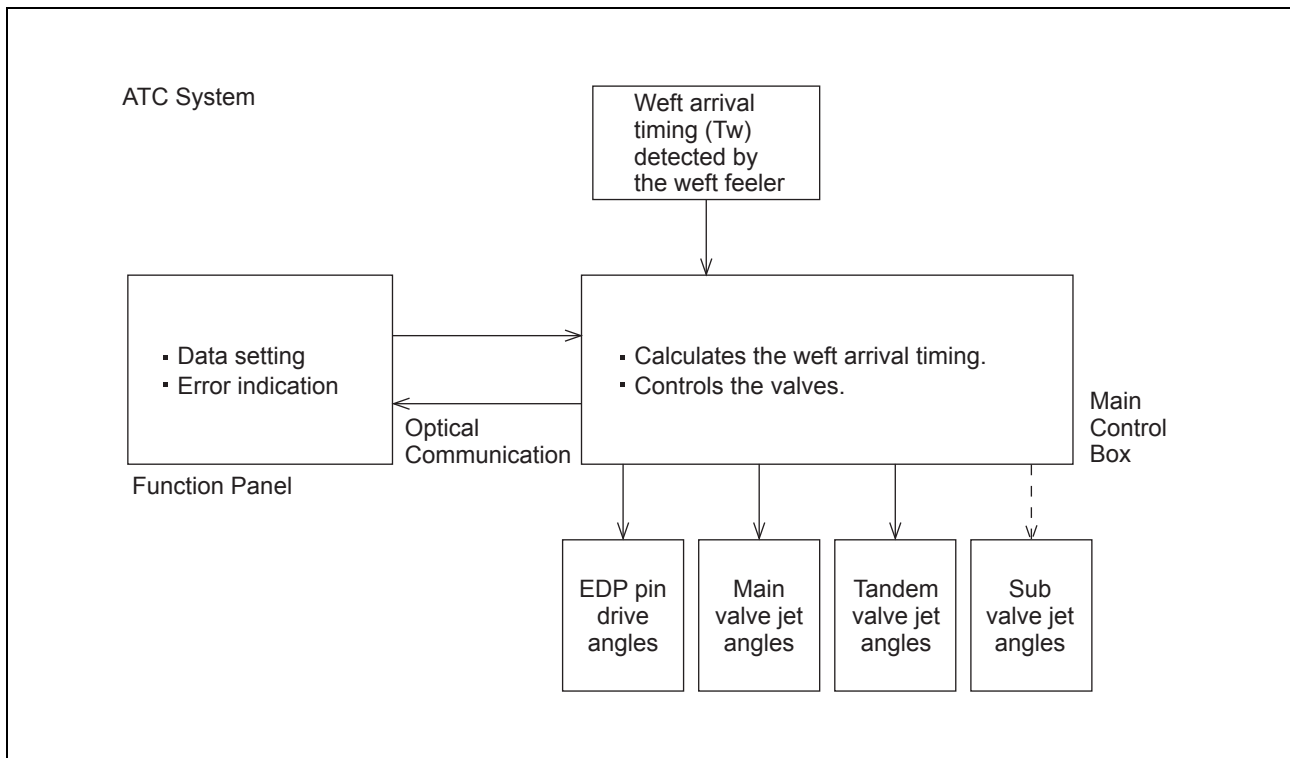 ATC System
Weft arrival
timing (Tw)
detected by
the weft feeler
▪ Data setting
▪ Error indication
Function Panel
Optical
Communication
▪ Calculates the weft arrival timing.
▪ Controls the valves.
Main
Control
Box
EDP pin
drive
angles
Main
valve jet
angles
Tandem
valve jet
angles
Sub
valve jet
angles